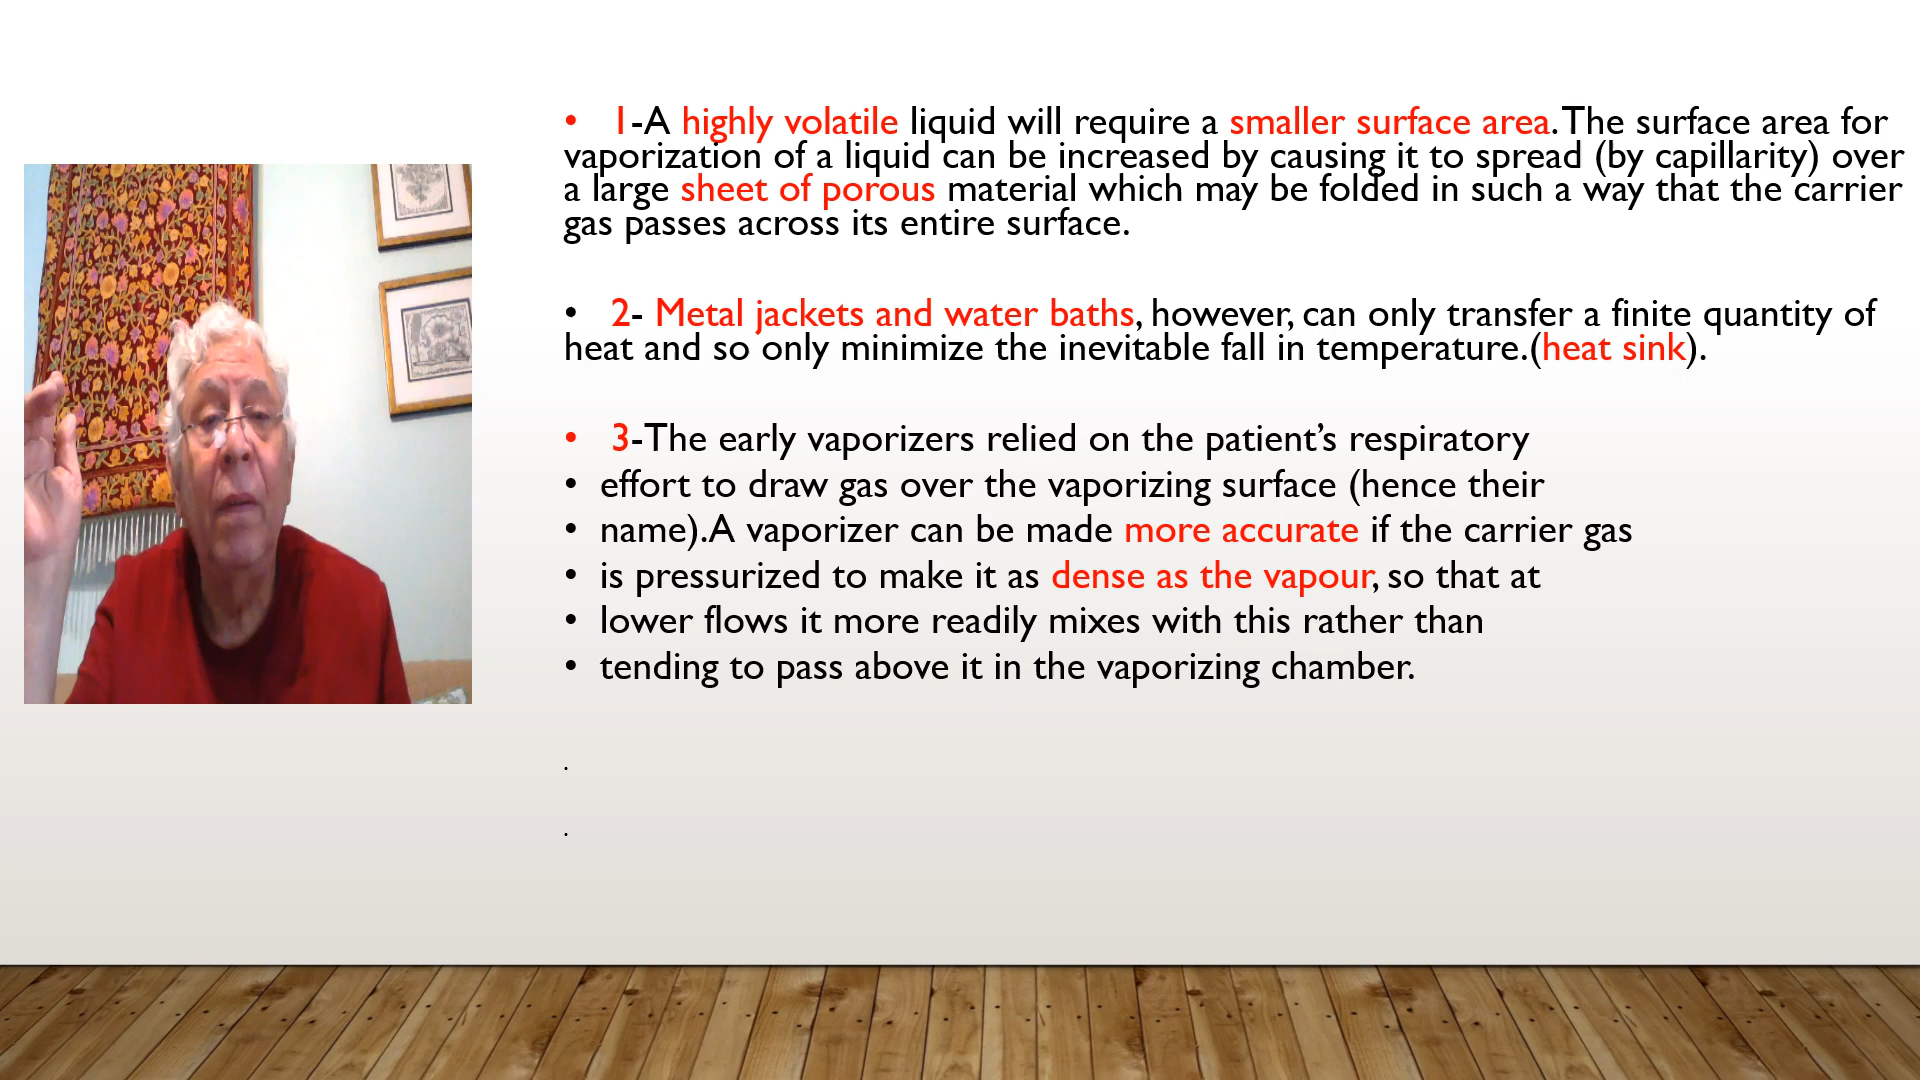 • 1-A highly volatile liquid will require a smaller surface area. The surface area for
vaporization of a liquid can be increased by causing it to spread (by capillarity) over
a large sheet of porous material which may be folded in such a way that the carrier
gas passes across its entire surface.
• 2- Metal jackets and water baths, however, can only transfer a finite quantity of
heat and so only minimize the inevitable fall in temperature.(heat sink).
• 3-The early vaporizers relied on the patient’s respiratory
• effort to draw gas over the vaporizing surface (hence their
• name). A vaporizer can be made more accurate if the carrier gas
• is pressurized to make it as dense as the vapour, so that at
• lower flows it more readily mixes with this rather than
• tending to pass above it in the vaporizing chamber.
.
.